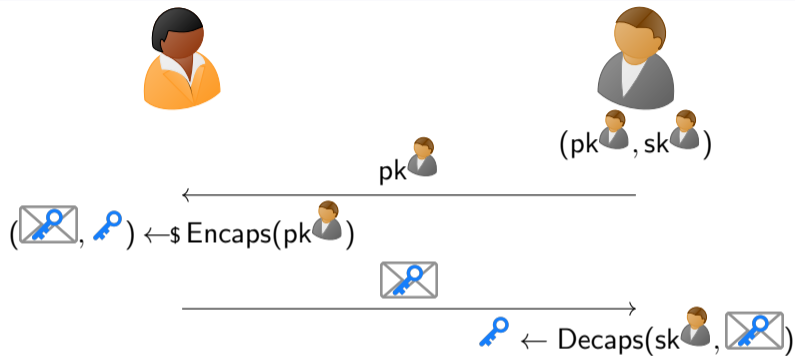 (pk, sk)
pk
( , ) ←$ Encaps(pk )
← Decaps(sk , )